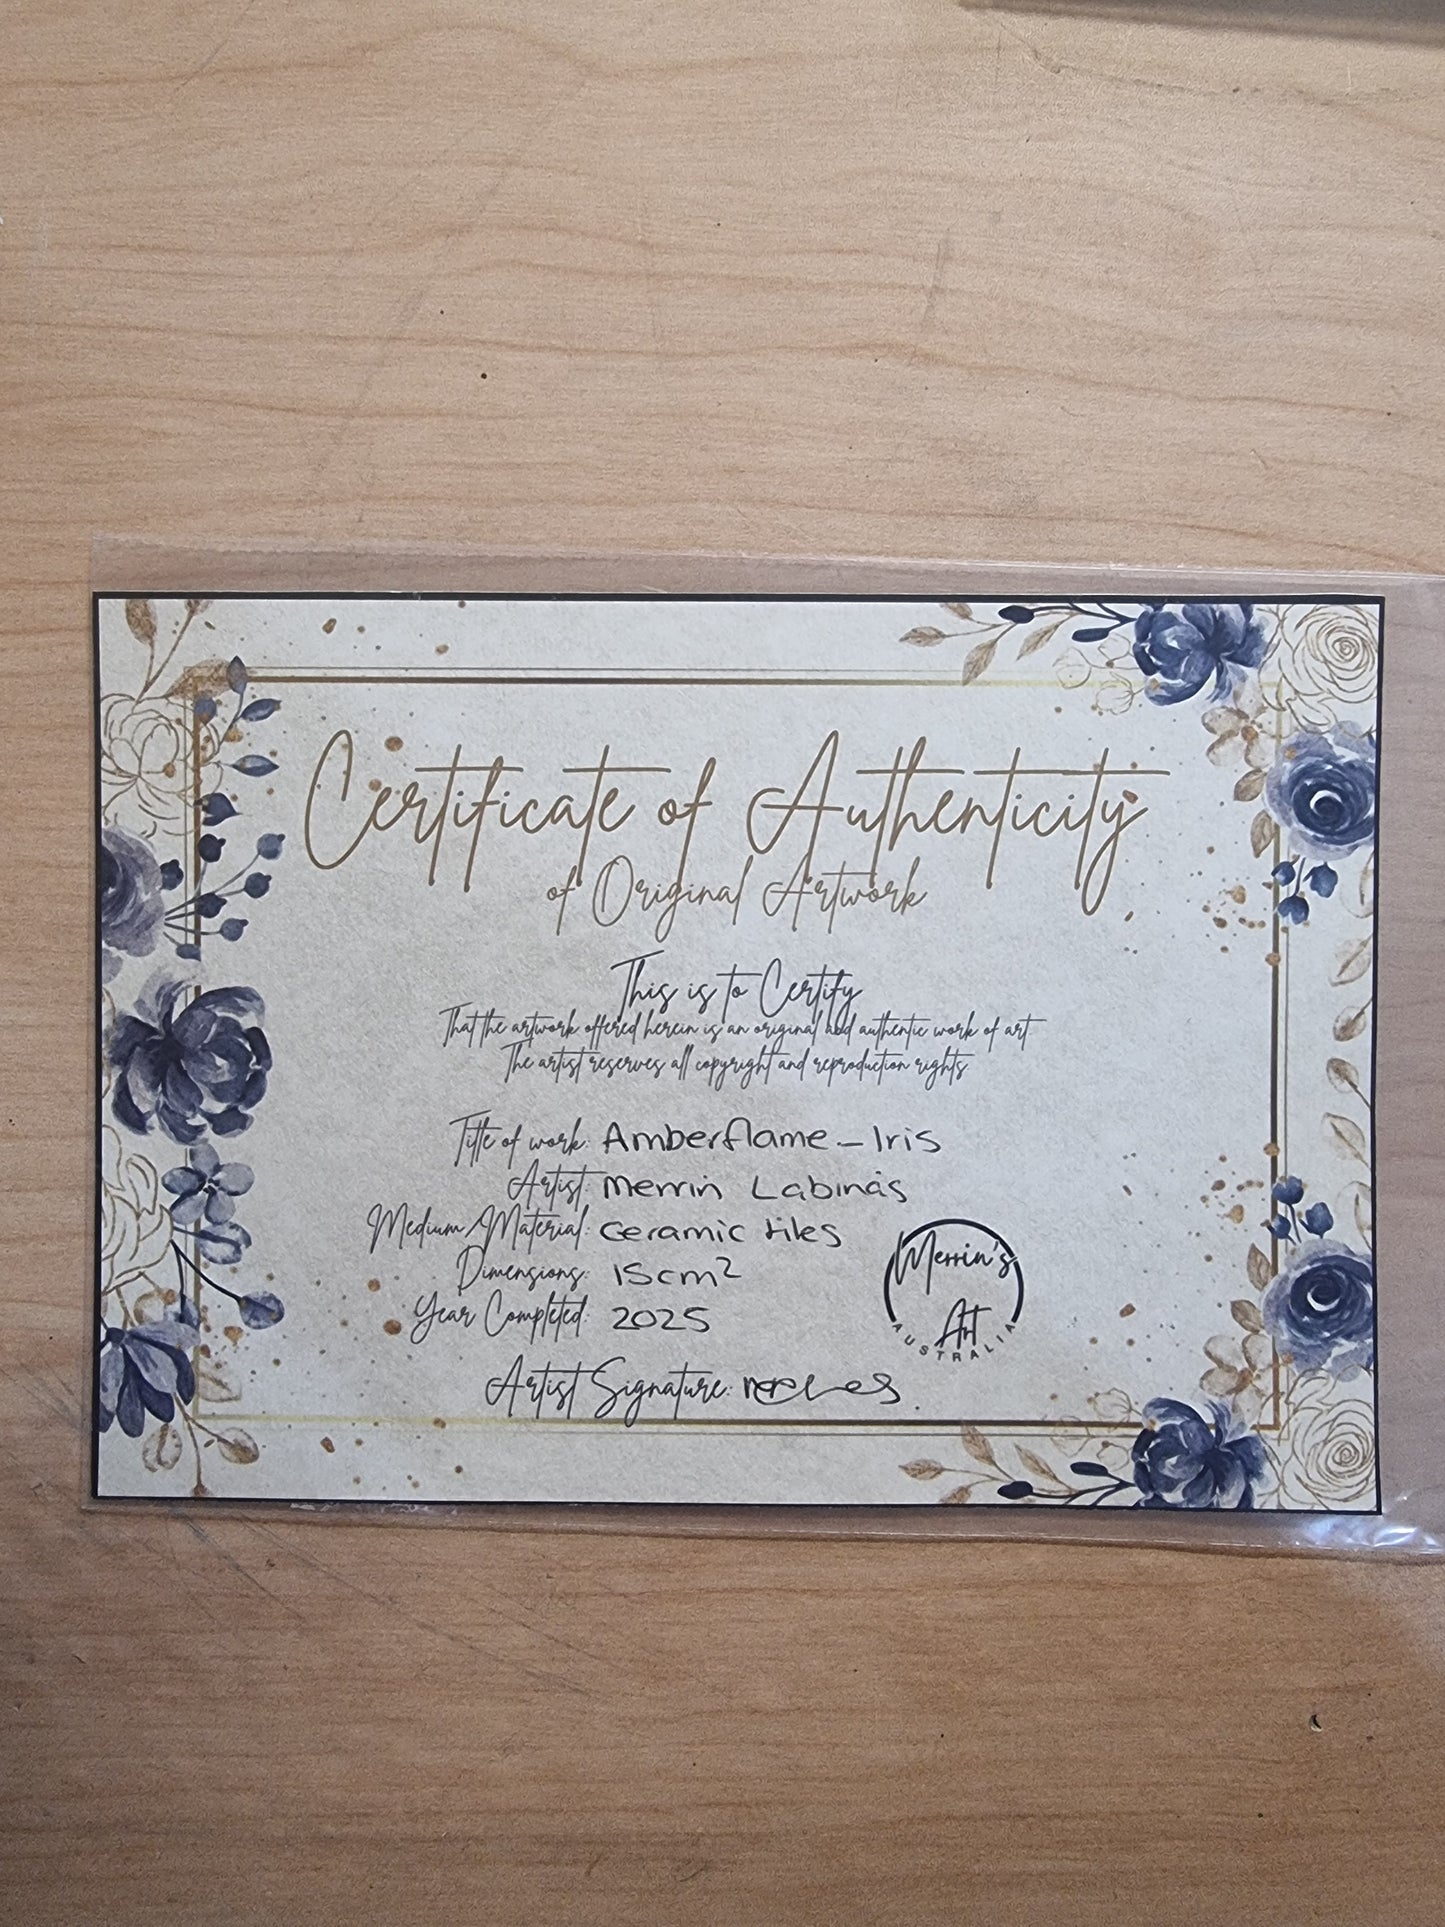 Certificate of Authenticity
of Original Artwork
This is to Certify
That the artwork offered herein is an original and authentic work of art.
The artist reserves all copyright and reproduction rights
Title of work: Amberflame - Iris
Artist: Merrin Labinas
Medium/Material: Ceramic tiles
Dimensions: 15cm²
Year Completed: 2025
Merrin's
Art
AUSTRALIA
Artist Signature: